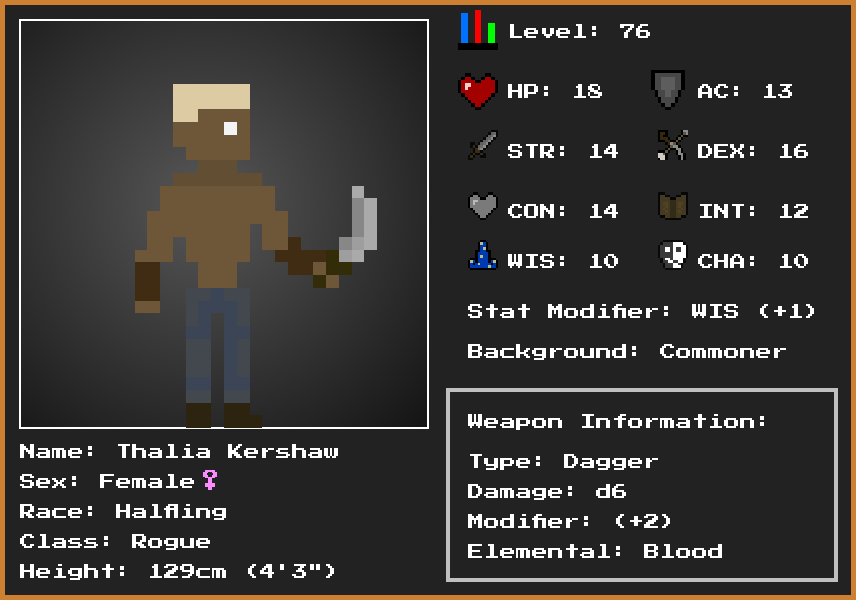 Level: 76
HP: 18
AC: 13
STR: 14
DEX: 16
CON: 14
INT: 12
WIS: 10
CHA: 10
Stat Modifier: WIS (+1)
Background: Commoner
Weapon Information:
Type: Dagger
Damage: d6
Modifier: (+2)
Elemental: Blood
Name: Thalia Kershaw
Sex: Female♀
Race: Halfling
Class: Rogue
Height: 129cm (4'3")